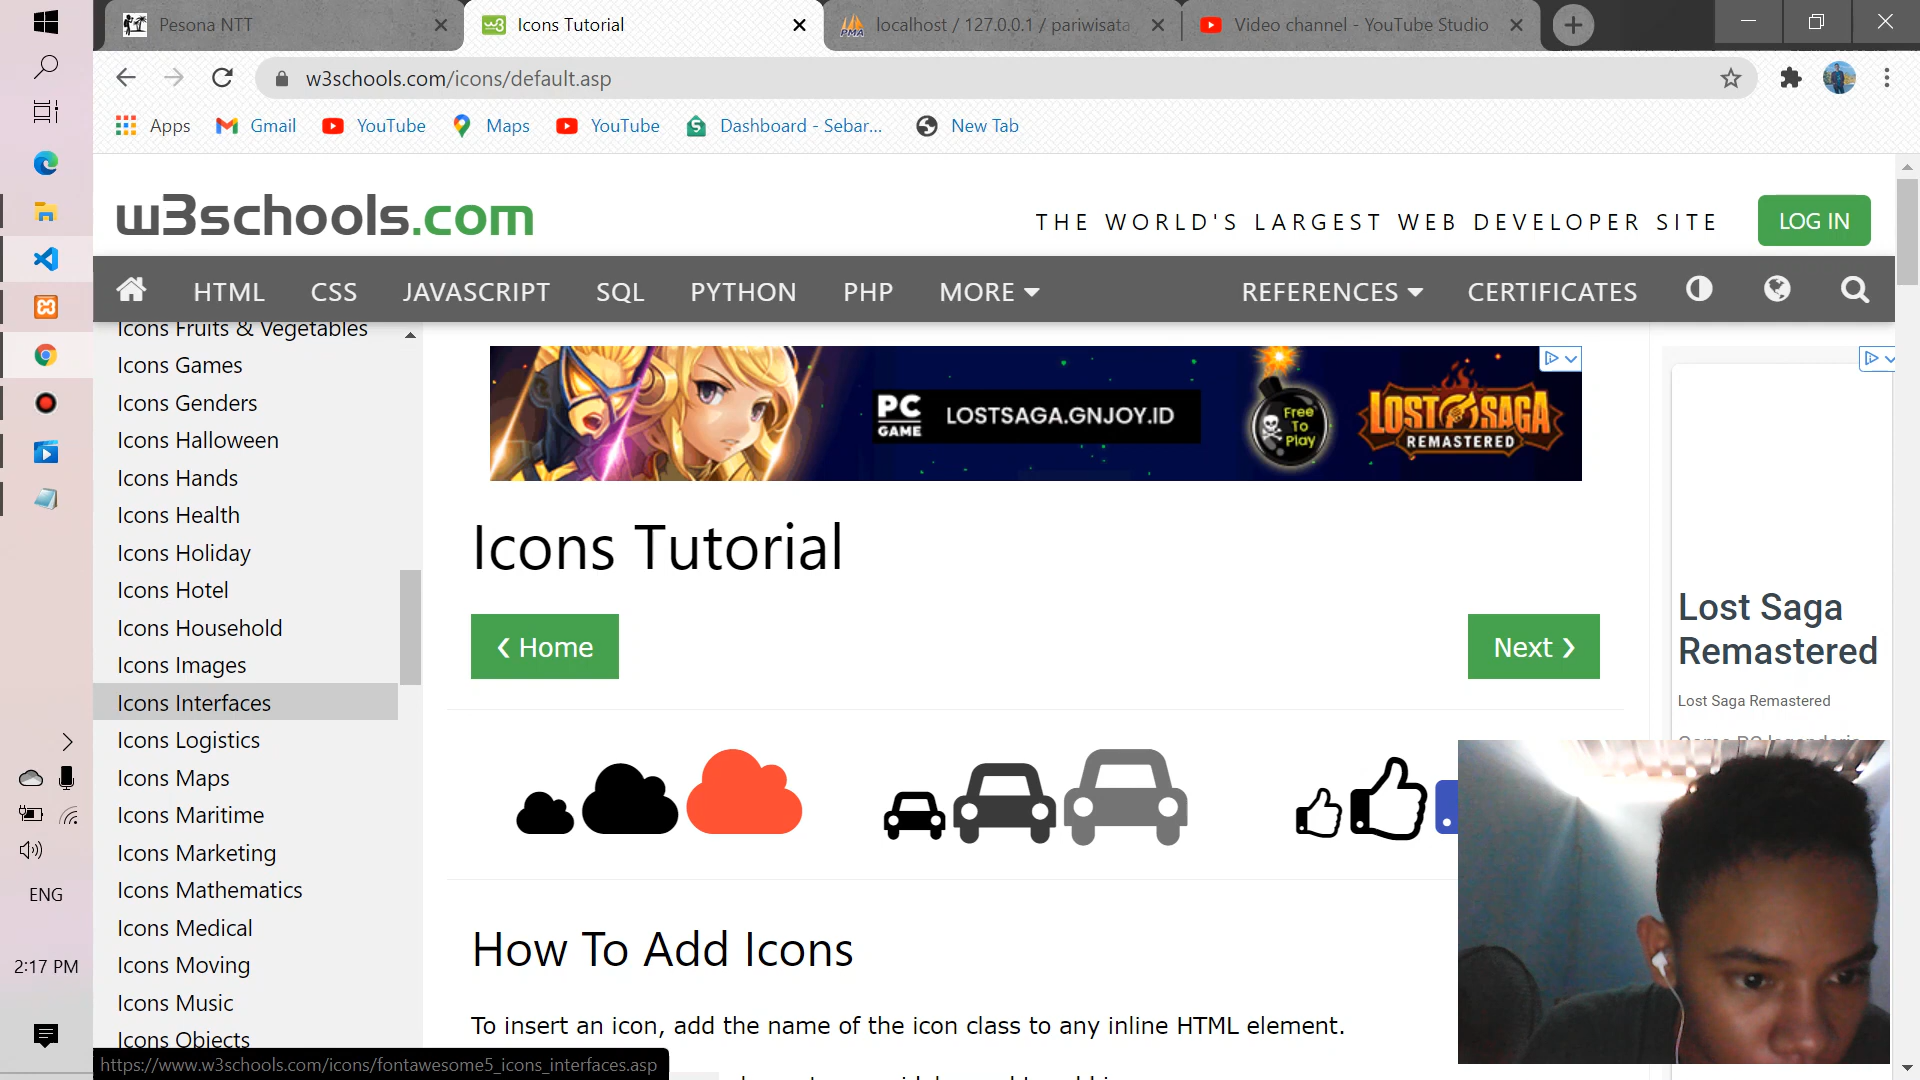 Pesona NTT
Icons Tutorial
localhost / 127.0.0.1 / pariwisata
Video channel - YouTube Studio
w3schools.com/icons/default.asp
Apps
Gmail
YouTube
Maps
YouTube
Dashboard - Sebar...
New Tab
w3schools.com
THE WORLD'S LARGEST WEB DEVELOPER SITE
LOG IN
HTML
CSS
JAVASCRIPT
SQL
PYTHON
PHP
MORE
REFERENCES
CERTIFICATES
Icons Fruits & Vegetables
Icons Games
Icons Genders
Icons Halloween
Icons Hands
Icons Health
Icons Holiday
Icons Hotel
Icons Household
Icons Images
Icons Interfaces
Icons Logistics
Icons Maps
Icons Maritime
Icons Marketing
Icons Mathematics
Icons Medical
Icons Moving
Icons Music
Icons Objects
PC
GAME
LOSTSAGA.GNJOY.ID
Free
To
Play
LOST SAGA
REMASTERED
Icons Tutorial
❮ Home
Next ❯
How To Add Icons
To insert an icon, add the name of the icon class to any inline HTML element.
Lost Saga
Remastered
Lost Saga Remastered
ENG
2:17 PM
https://www.w3schools.com/icons/fontawesome5_icons_interfaces.asp